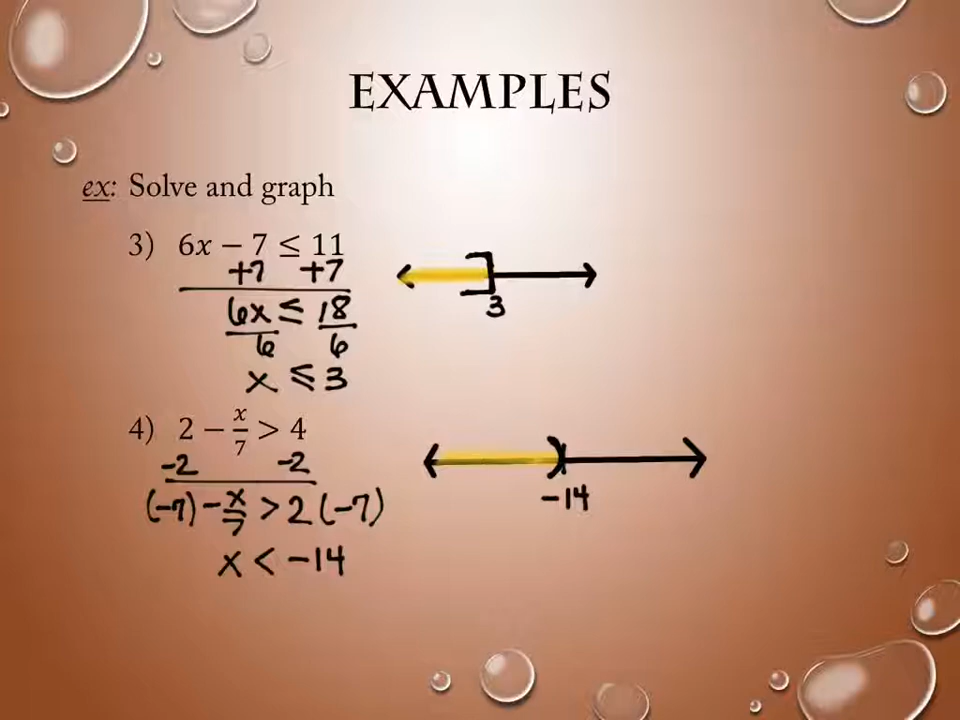 EXAMPLES
ex: Solve and graph
3) 6x − 7 ≤ 11
+7 +7
6x ≤ 18
6 6
x ≤ 3
3
4) 2 − x/7 > 4
-2 -2
(-7) - x/7 > 2 (-7)
x < -14
-14